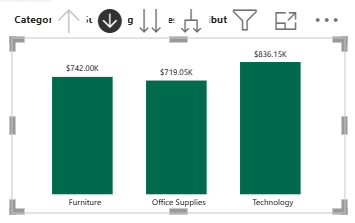 $742.00K
$719.05K
$836.15K
Furniture
Office Supplies
Technology